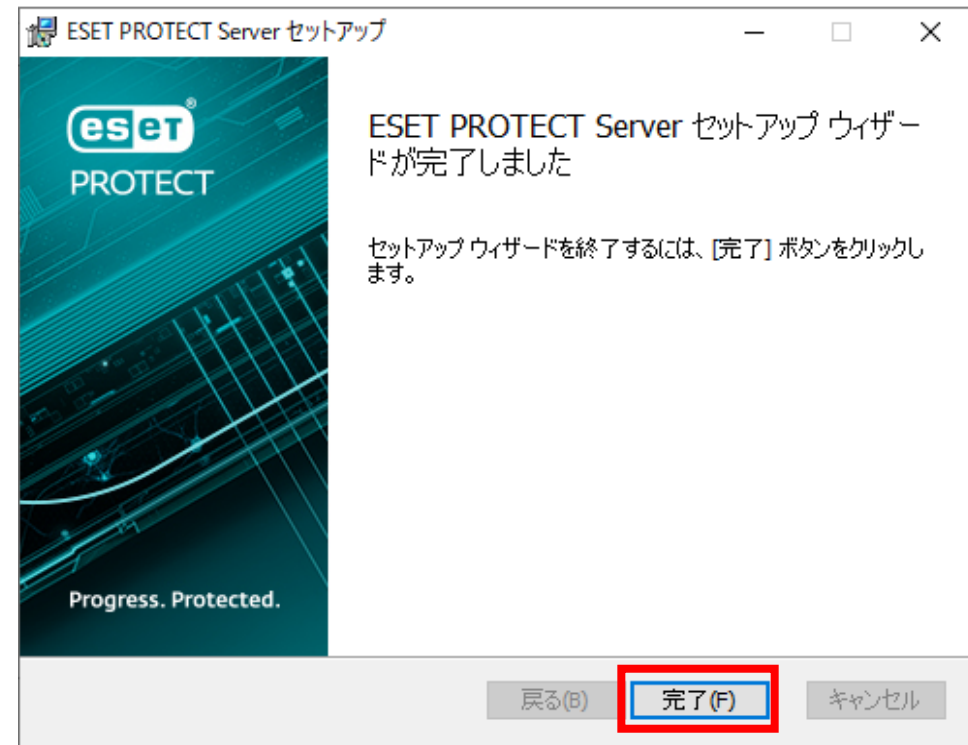 ESET PROTECT Server セットアップ
eseT®
PROTECT
ESET PROTECT Server セットアップ ウィザー
ドが完了しました
セットアップ ウィザードを終了するには、[完了] ボタンをクリックし
ます。
Progress. Protected.
戻る(B)
完了(F)
キャンセル